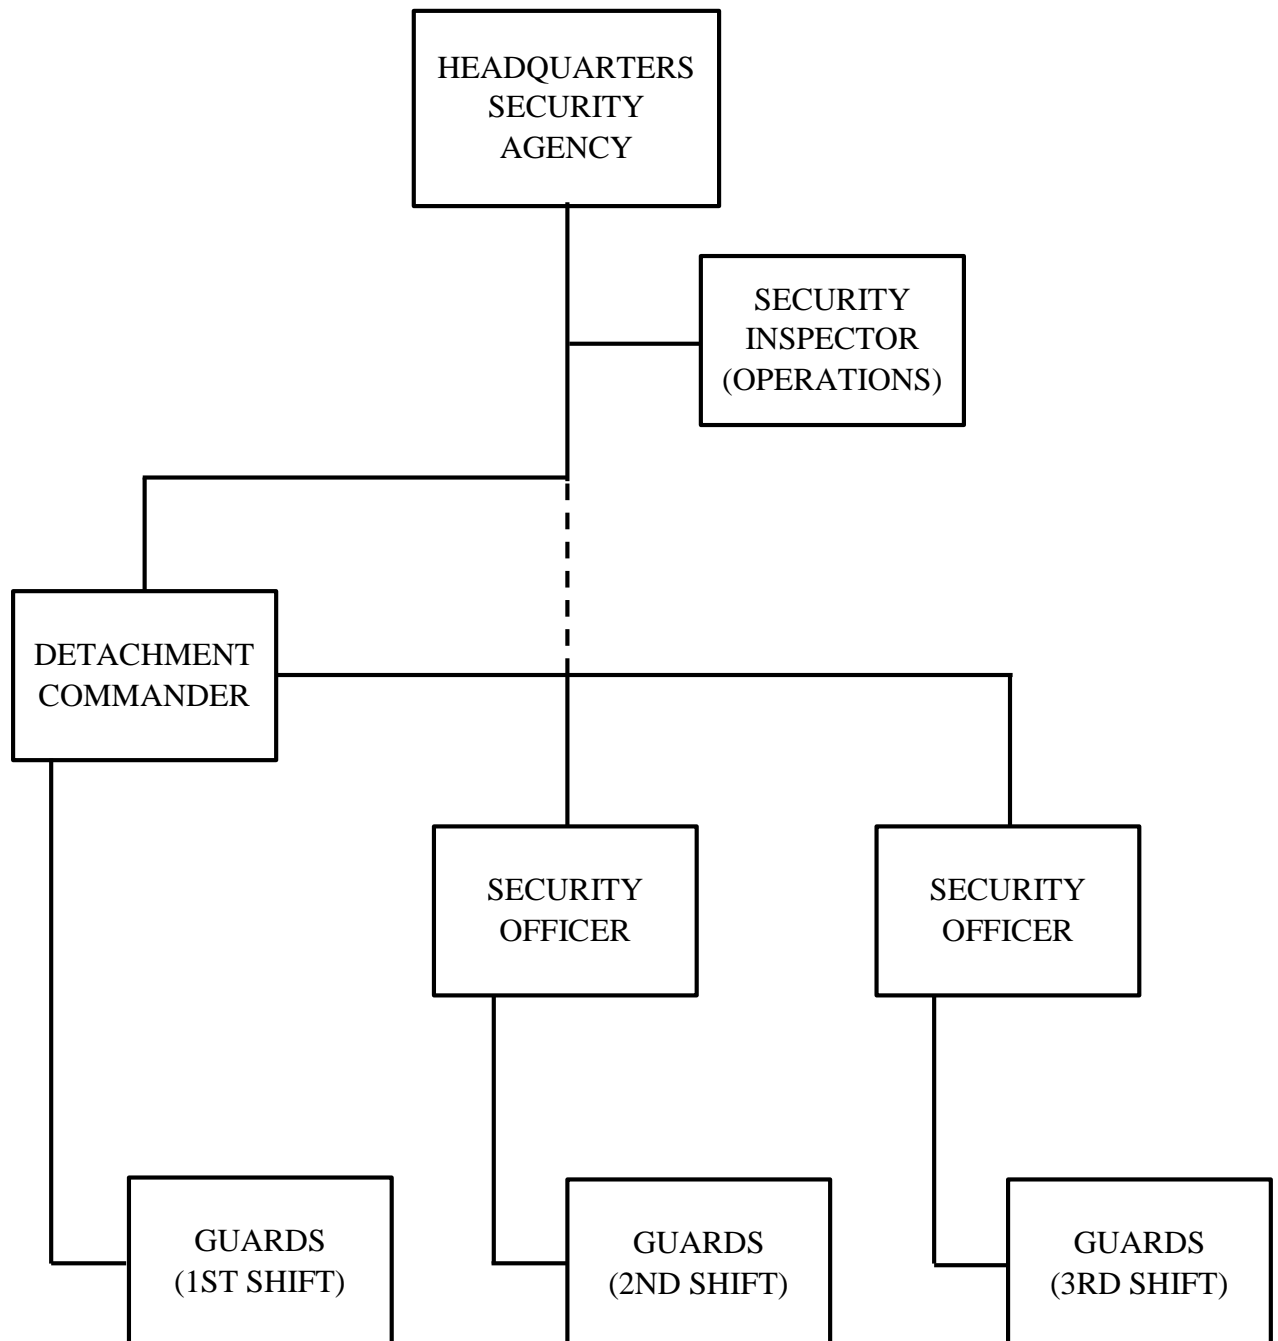 HEADQUARTERS
SECURITY
AGENCY
SECURITY
INSPECTOR
(OPERATIONS)
DETACHMENT
COMMANDER
SECURITY
OFFICER
SECURITY
OFFICER
GUARDS
(1ST SHIFT)
GUARDS
(2ND SHIFT)
GUARDS
(3RD SHIFT)